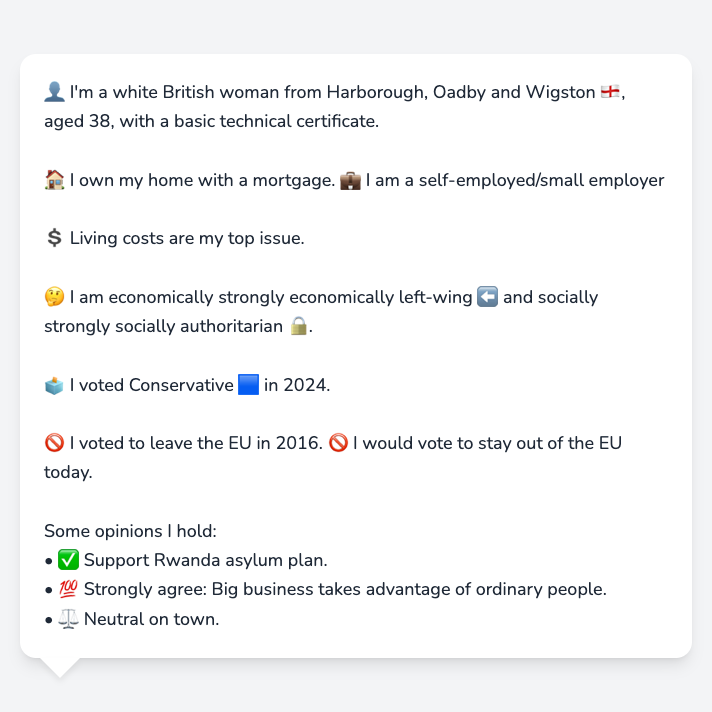 👤 I'm a white British woman from Harborough, Oadby and Wigston 🏴󠁧󠁢󠁥󠁮󠁧󠁿,
aged 38, with a basic technical certificate.
🏠 I own my home with a mortgage. 💼 I am a self-employed/small employer
💲 Living costs are my top issue.
🤔 I am economically strongly economically left-wing ⬅️ and socially
strongly socially authoritarian 🔒.
🗳️ I voted Conservative 🟦 in 2024.
🚫 I voted to leave the EU in 2016. 🚫 I would vote to stay out of the EU
today.
Some opinions I hold:
• ✅ Support Rwanda asylum plan.
• 💯 Strongly agree: Big business takes advantage of ordinary people.
• ⚖️ Neutral on town.